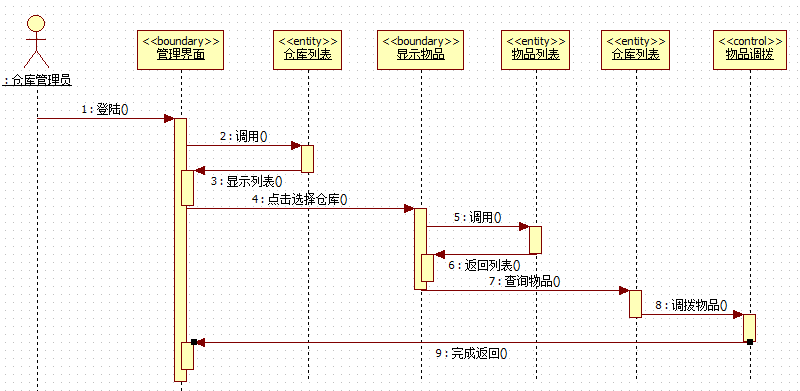 <<boundary>>
管理界面
<<entity>>
仓库列表
<<boundary>>
显示物品
<<entity>>
物品列表
<<entity>>
仓库列表
<<control>>
物品调拨
: 仓库管理员
1 : 登陆()
2 : 调用()
3 : 显示列表()
4 : 点击选择仓库()
5 : 调用()
6 : 返回列表()
7 : 查询物品()
8 : 调拨物品()
9 : 完成返回()